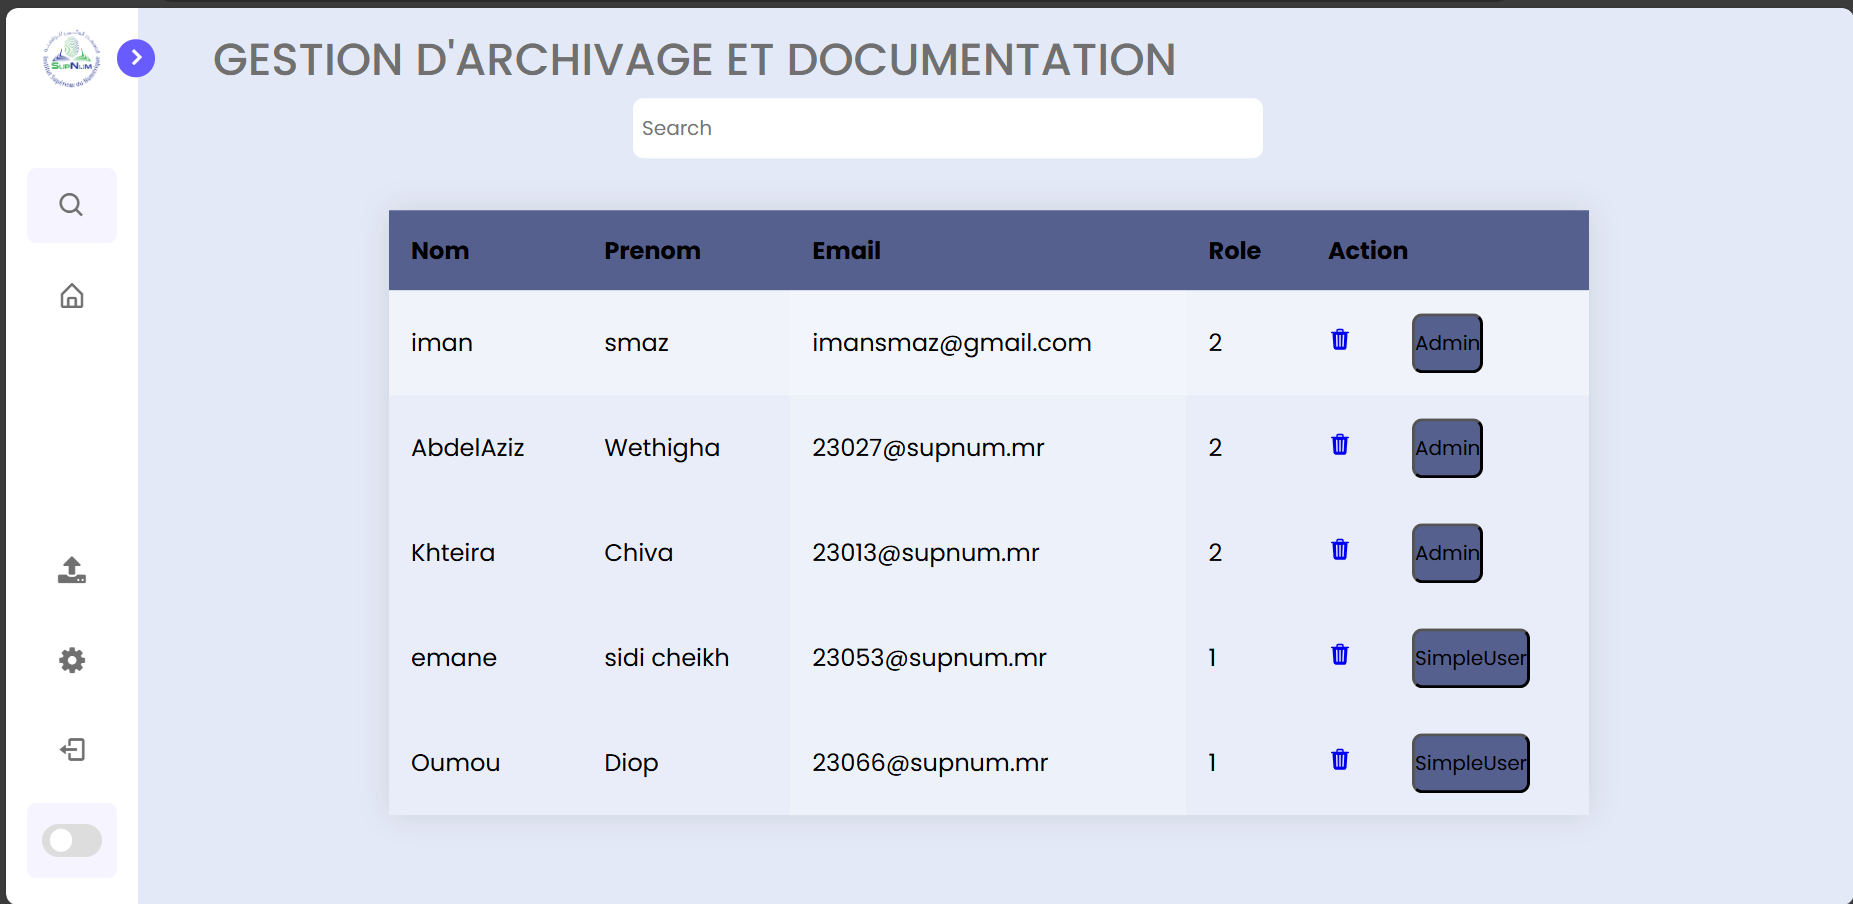 SUPNUM
GESTION D'ARCHIVAGE ET DOCUMENTATION
Search
Nom Prenom Email Role Action
iman smaz imansmaz@gmail.com 2 Admin
AbdelAziz Wethigha 23027@supnum.mr 2 Admin
Khteira Chiva 23013@supnum.mr 2 Admin
emane sidi cheikh 23053@supnum.mr 1 SimpleUser
Oumou Diop 23066@supnum.mr 1 SimpleUser